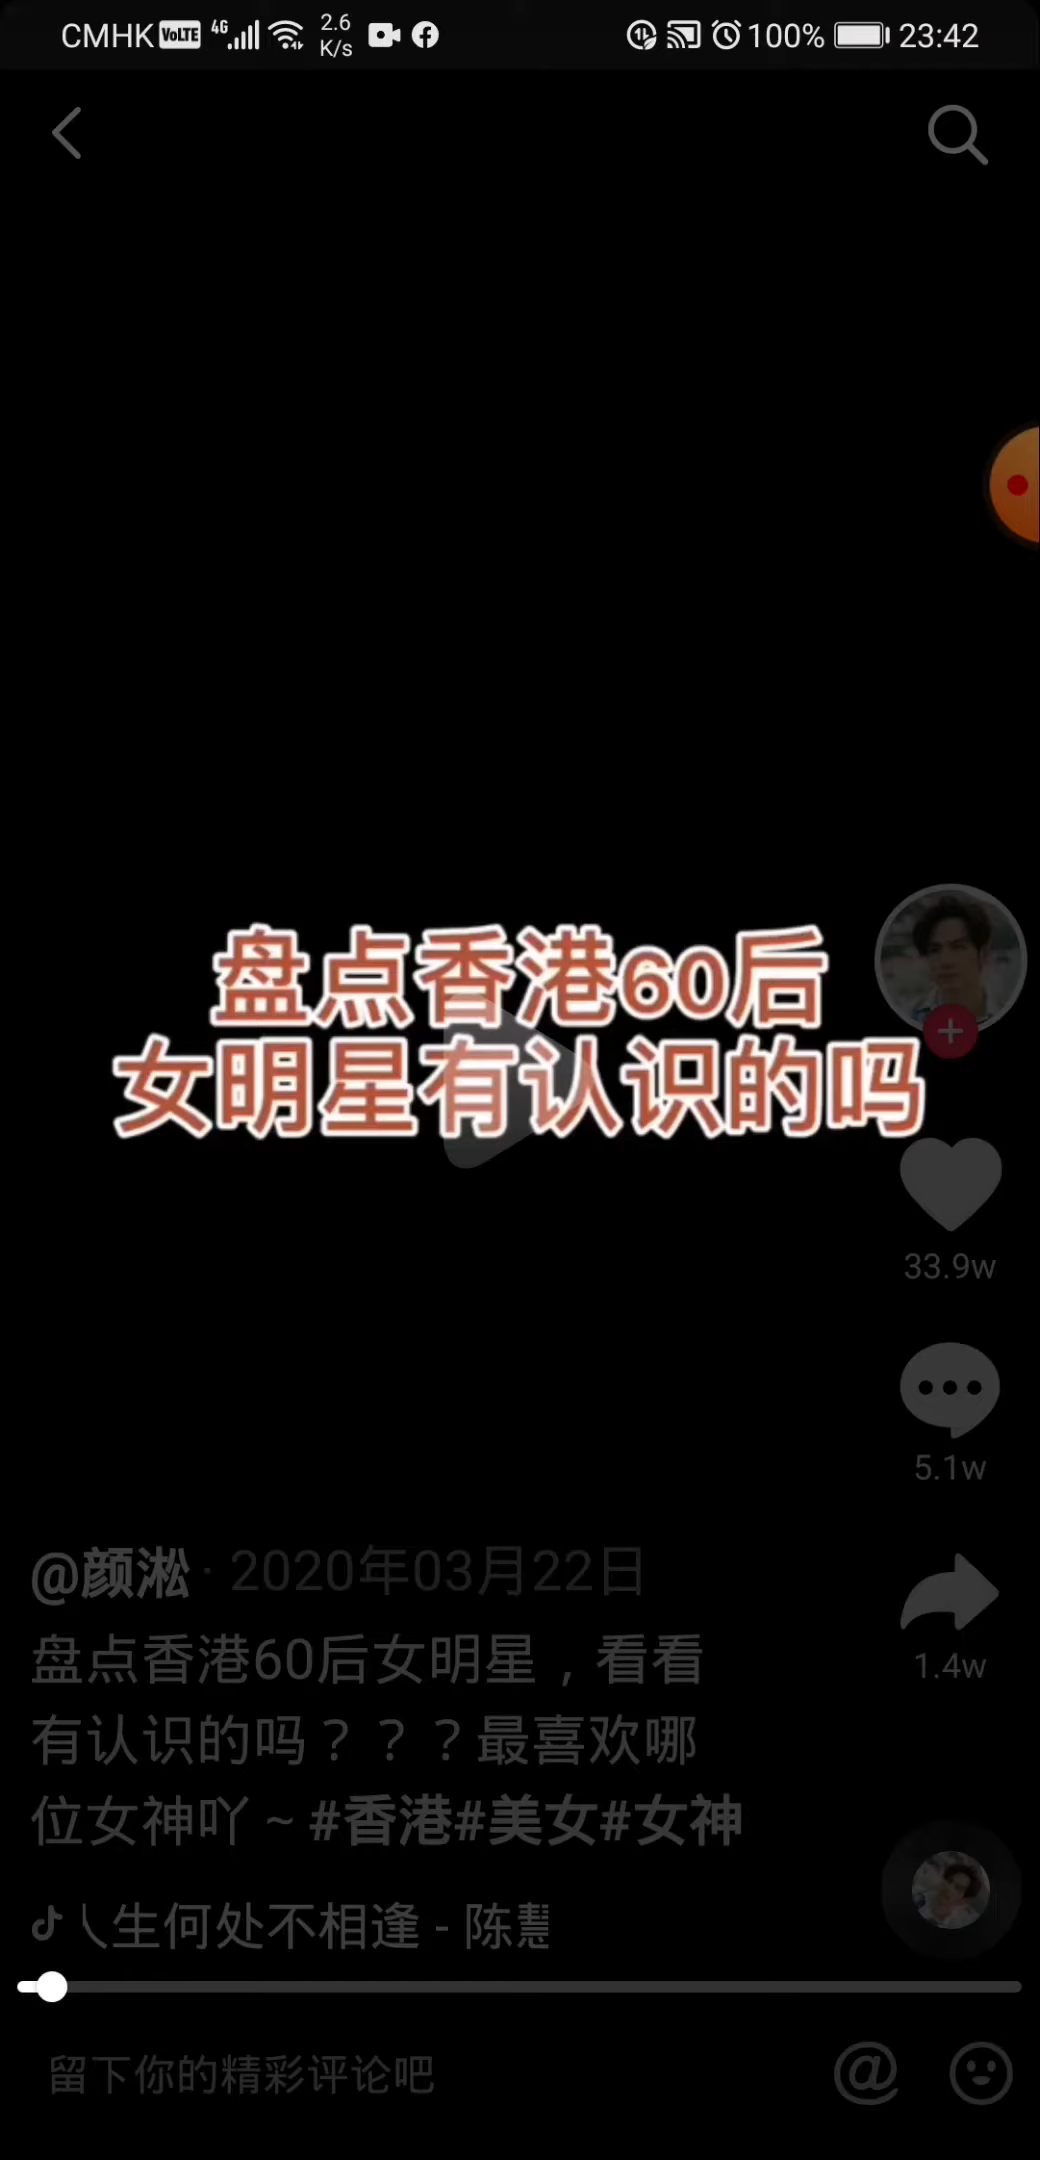 CMHK VoLTE 4G 2.6 K/s 100% 23:42
盘点香港60后
女明星有认识的吗
33.9w
5.1w
@颜淞 · 2020年03月22日
盘点香港60后女明星，看看
有认识的吗？？？最喜欢哪
位女神吖~#香港#美女#女神
1.4w
人生何处不相逢 - 陈慧
留下你的精彩评论吧